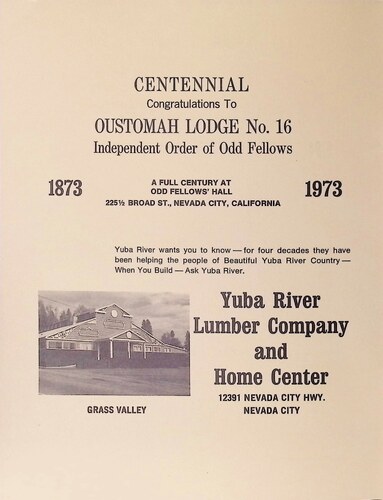 CENTENNIAL
Congratulations To
OUSTOMAH LODGE No. 16
Independent Order of Odd Fellows
1873
A FULL CENTURY AT
ODD FELLOWS' HALL
225½ BROAD ST., NEVADA CITY, CALIFORNIA
1973
Yuba River wants you to know — for four decades they have
been helping the people of Beautiful Yuba River Country —
When You Build — Ask Yuba River.
Yuba River
Lumber Company
and
Home Center
12391 NEVADA CITY HWY.
NEVADA CITY
GRASS VALLEY